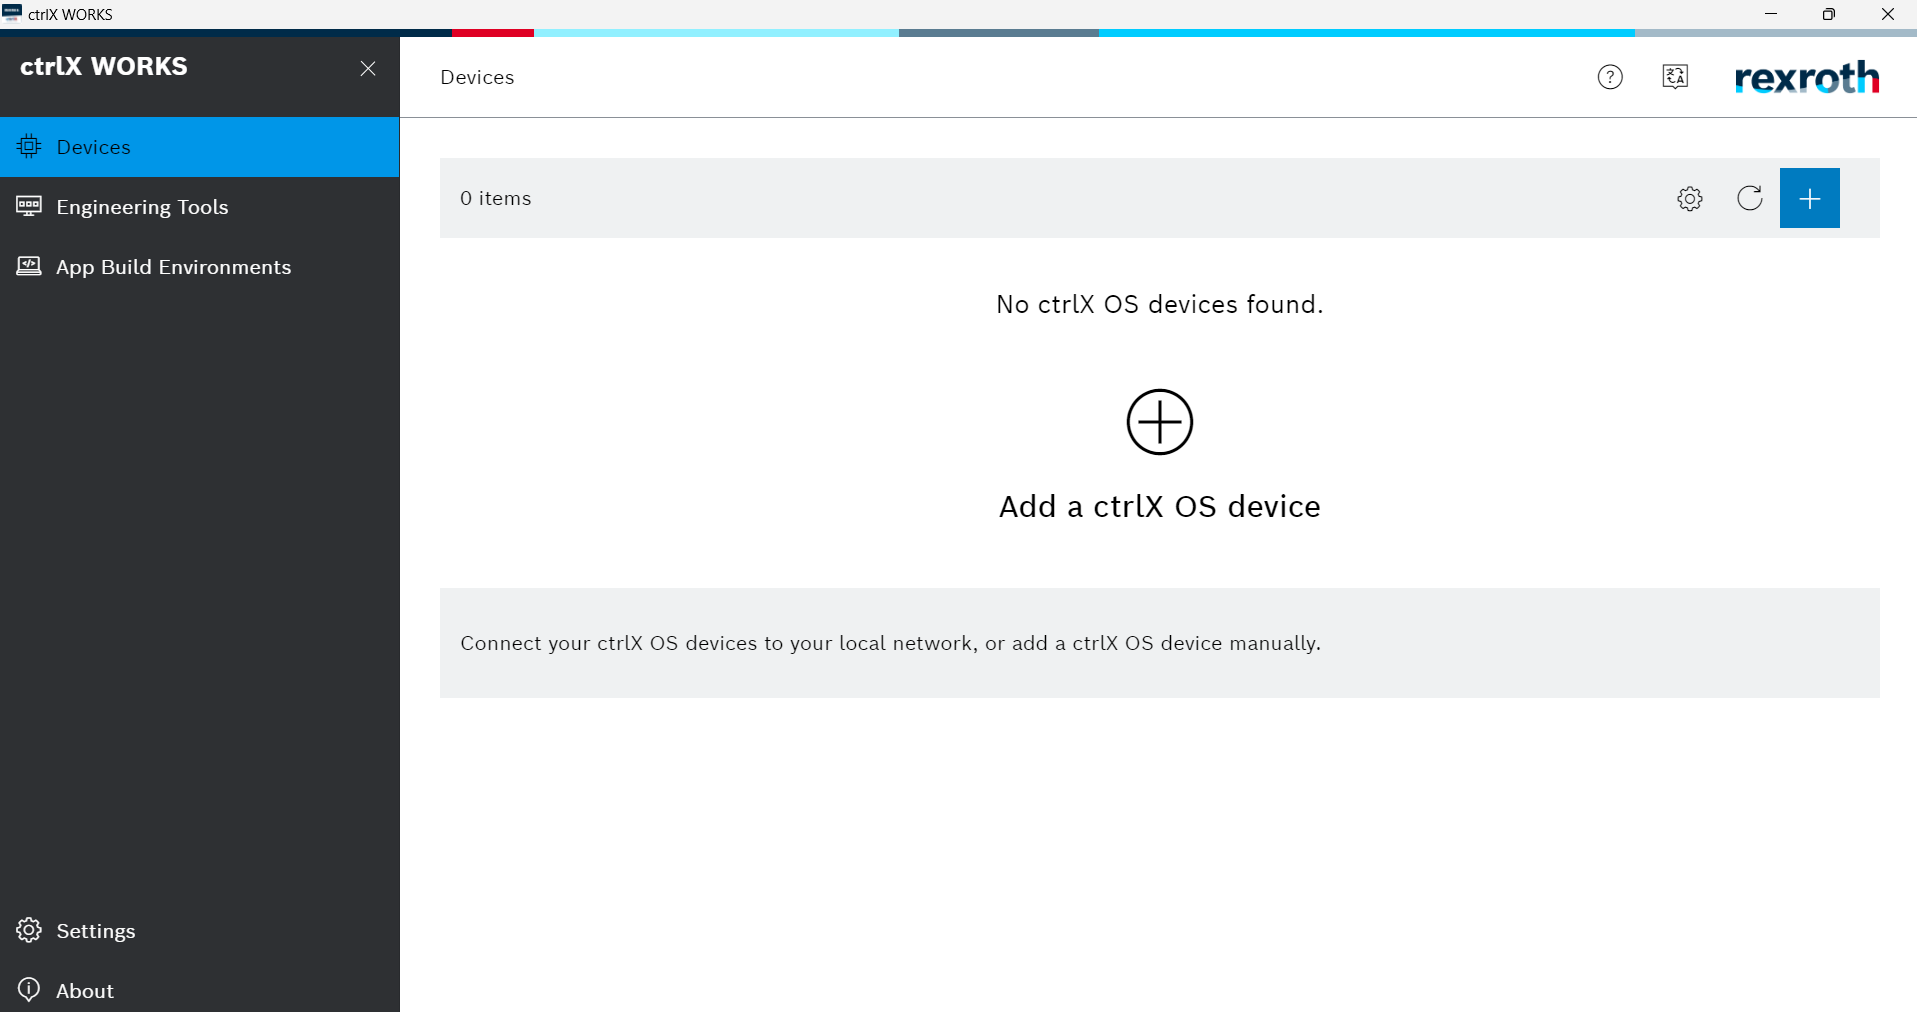 ctrlX WORKS
ctrlX WORKS
Devices
Engineering Tools
App Build Environments
Settings
About
Devices
rexroth
0 items
No ctrlX OS devices found.
Add a ctrlX OS device
Connect your ctrlX OS devices to your local network, or add a ctrlX OS device manually.